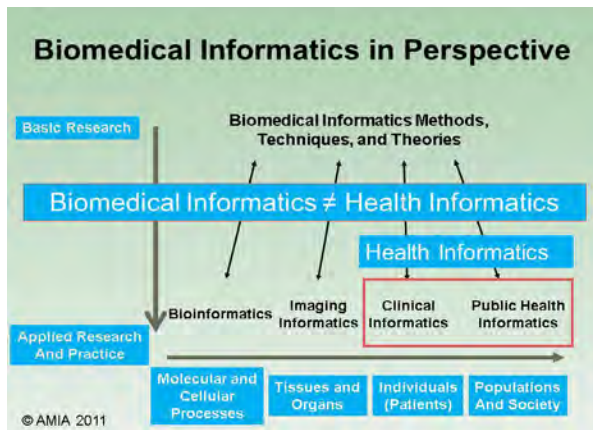 Biomedical Informatics in Perspective
Basic Research
Biomedical Informatics Methods,
Techniques, and Theories
Biomedical Informatics ≠ Health Informatics
Health Informatics
Bioinformatics
Imaging
Informatics
Clinical
Informatics
Public Health
Informatics
Applied Research
And Practice
Molecular and
Cellular
Processes
Tissues and
Organs
Individuals
(Patients)
Populations
And Society
© AMIA 2011